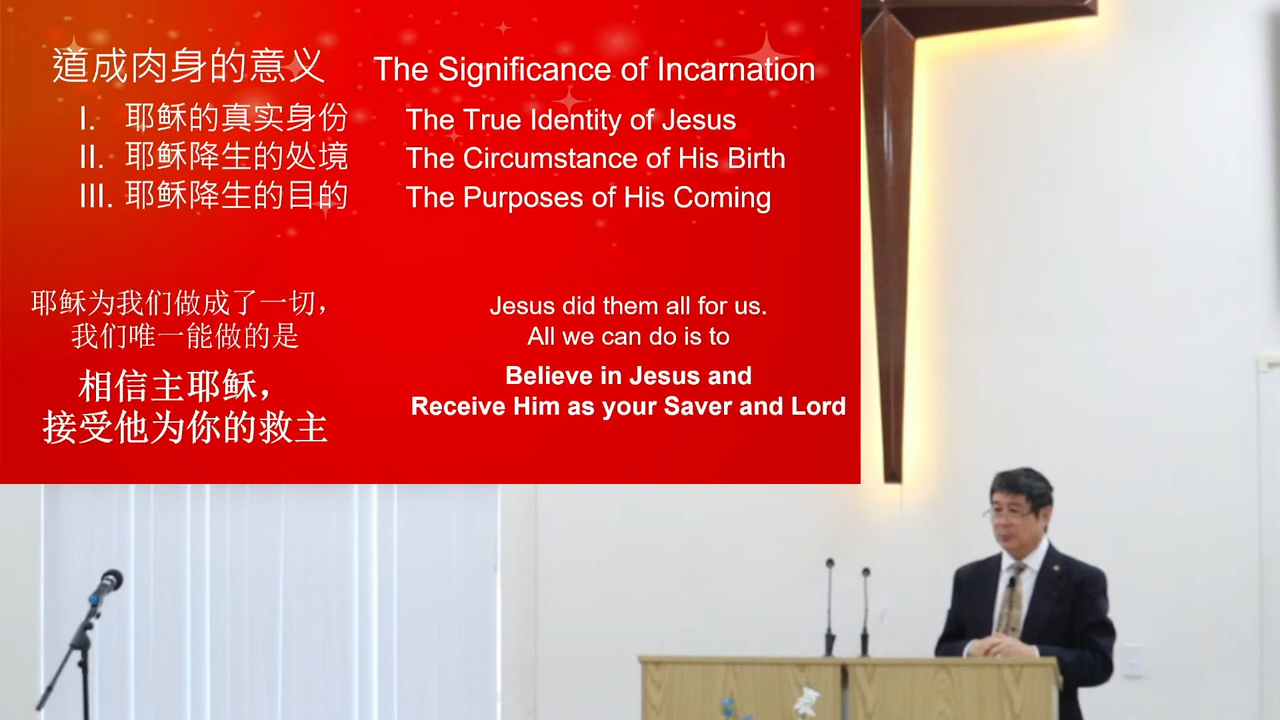 道成肉身的意义
The Significance of Incarnation
I. 耶稣的真实身份
The True Identity of Jesus
II. 耶稣降生的处境
The Circumstance of His Birth
III. 耶稣降生的目的
The Purposes of His Coming
耶稣为我们做成了一切，
我们唯一能做的是
相信主耶稣，
接受他为你的救主
Jesus did them all for us.
All we can do is to
Believe in Jesus and
Receive Him as your Saver and Lord